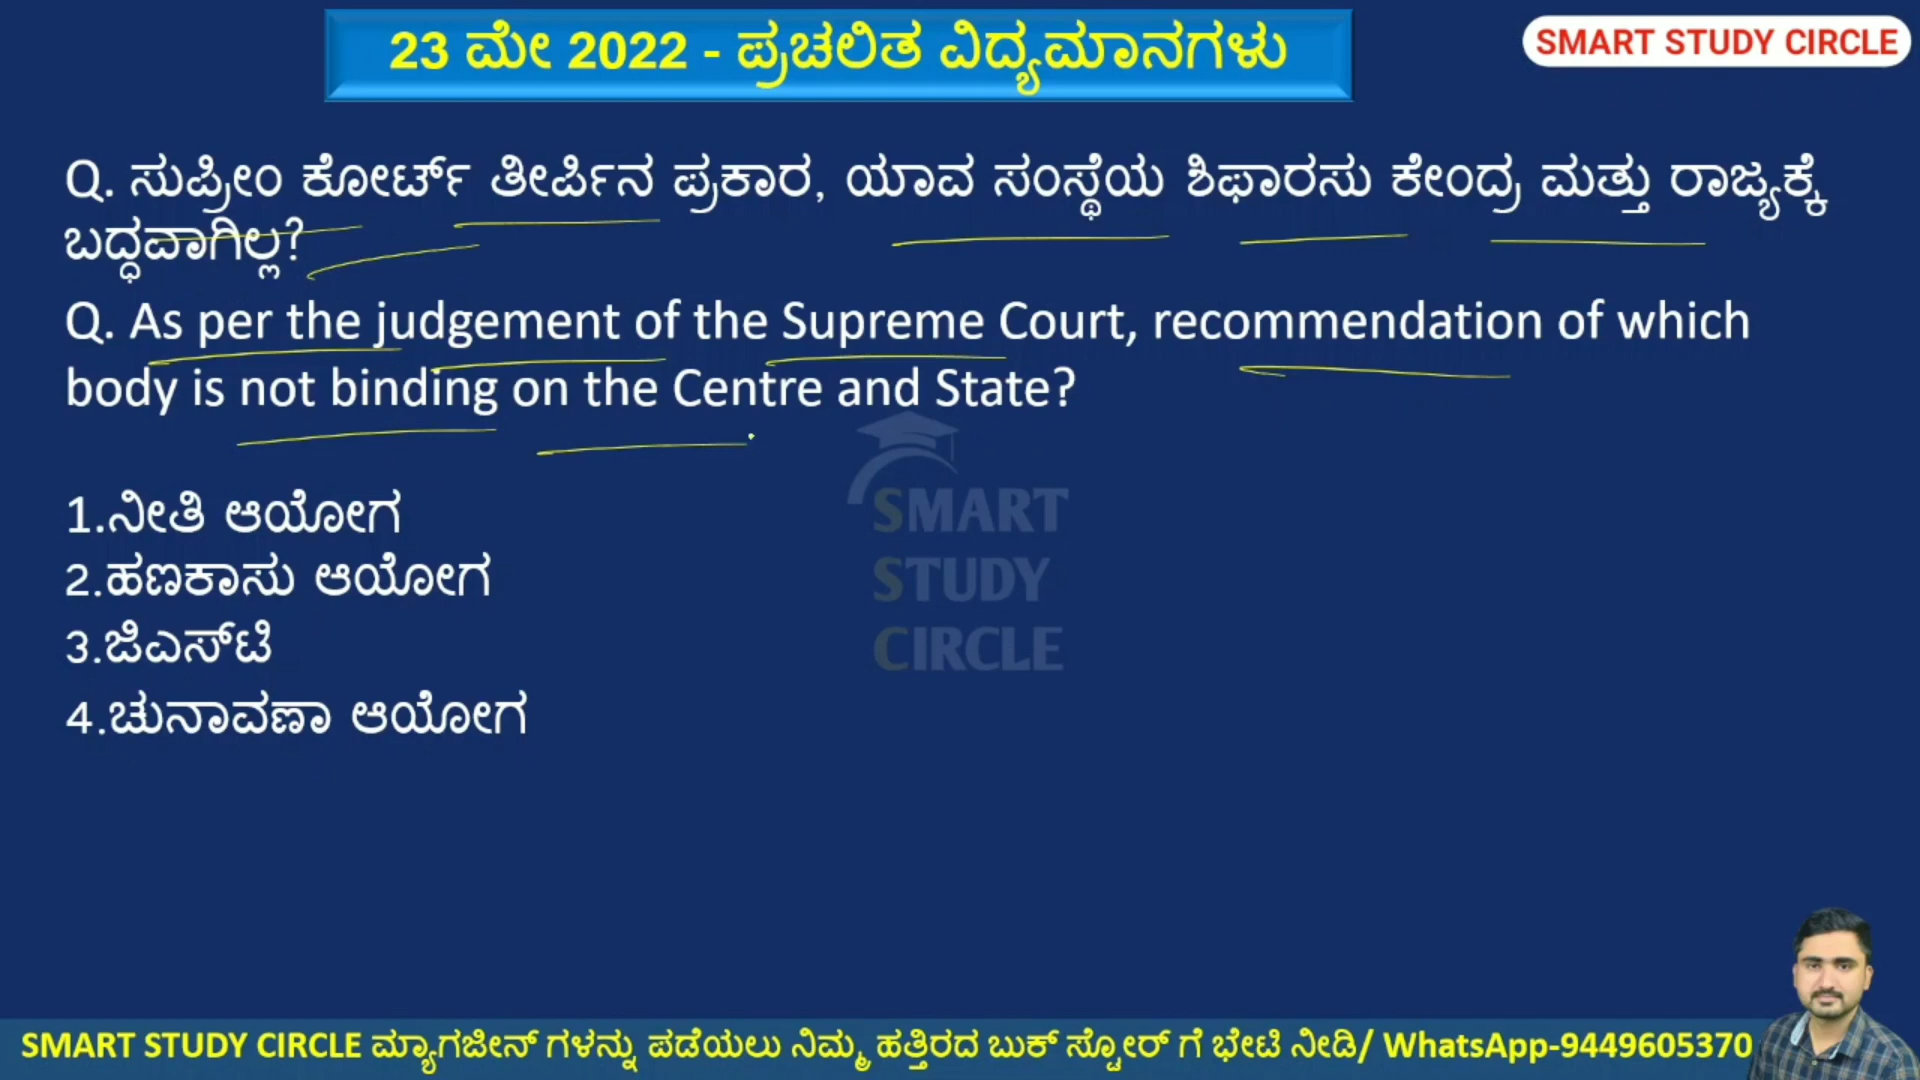 23 ಮೇ 2022 - ಪ್ರಚಲಿತ ವಿದ್ಯಮಾನಗಳು
SMART STUDY CIRCLE
Q. ಸುಪ್ರೀಂ ಕೋರ್ಟ್ ತೀರ್ಪಿನ ಪ್ರಕಾರ, ಯಾವ ಸಂಸ್ಥೆಯ ಶಿಫಾರಸು ಕೇಂದ್ರ ಮತ್ತು ರಾಜ್ಯಕ್ಕೆ
ಬದ್ಧವಾಗಿಲ್ಲ?
Q. As per the judgement of the Supreme Court, recommendation of which
body is not binding on the Centre and State?
1.ನೀತಿ ಆಯೋಗ
2.ಹಣಕಾಸು ಆಯೋಗ
3.ಜಿಎಸ್‌ಟಿ
4.ಚುನಾವಣಾ ಆಯೋಗ
SMART
STUDY
CIRCLE
SMART STUDY CIRCLE ಮ್ಯಾಗಜೀನ್ ಗಳನ್ನು ಪಡೆಯಲು ನಿಮ್ಮ ಹತ್ತಿರದ ಬುಕ್ ಸ್ಟೋರ್ ಗೆ ಭೇಟಿ ನೀಡಿ/ WhatsApp-9449605370